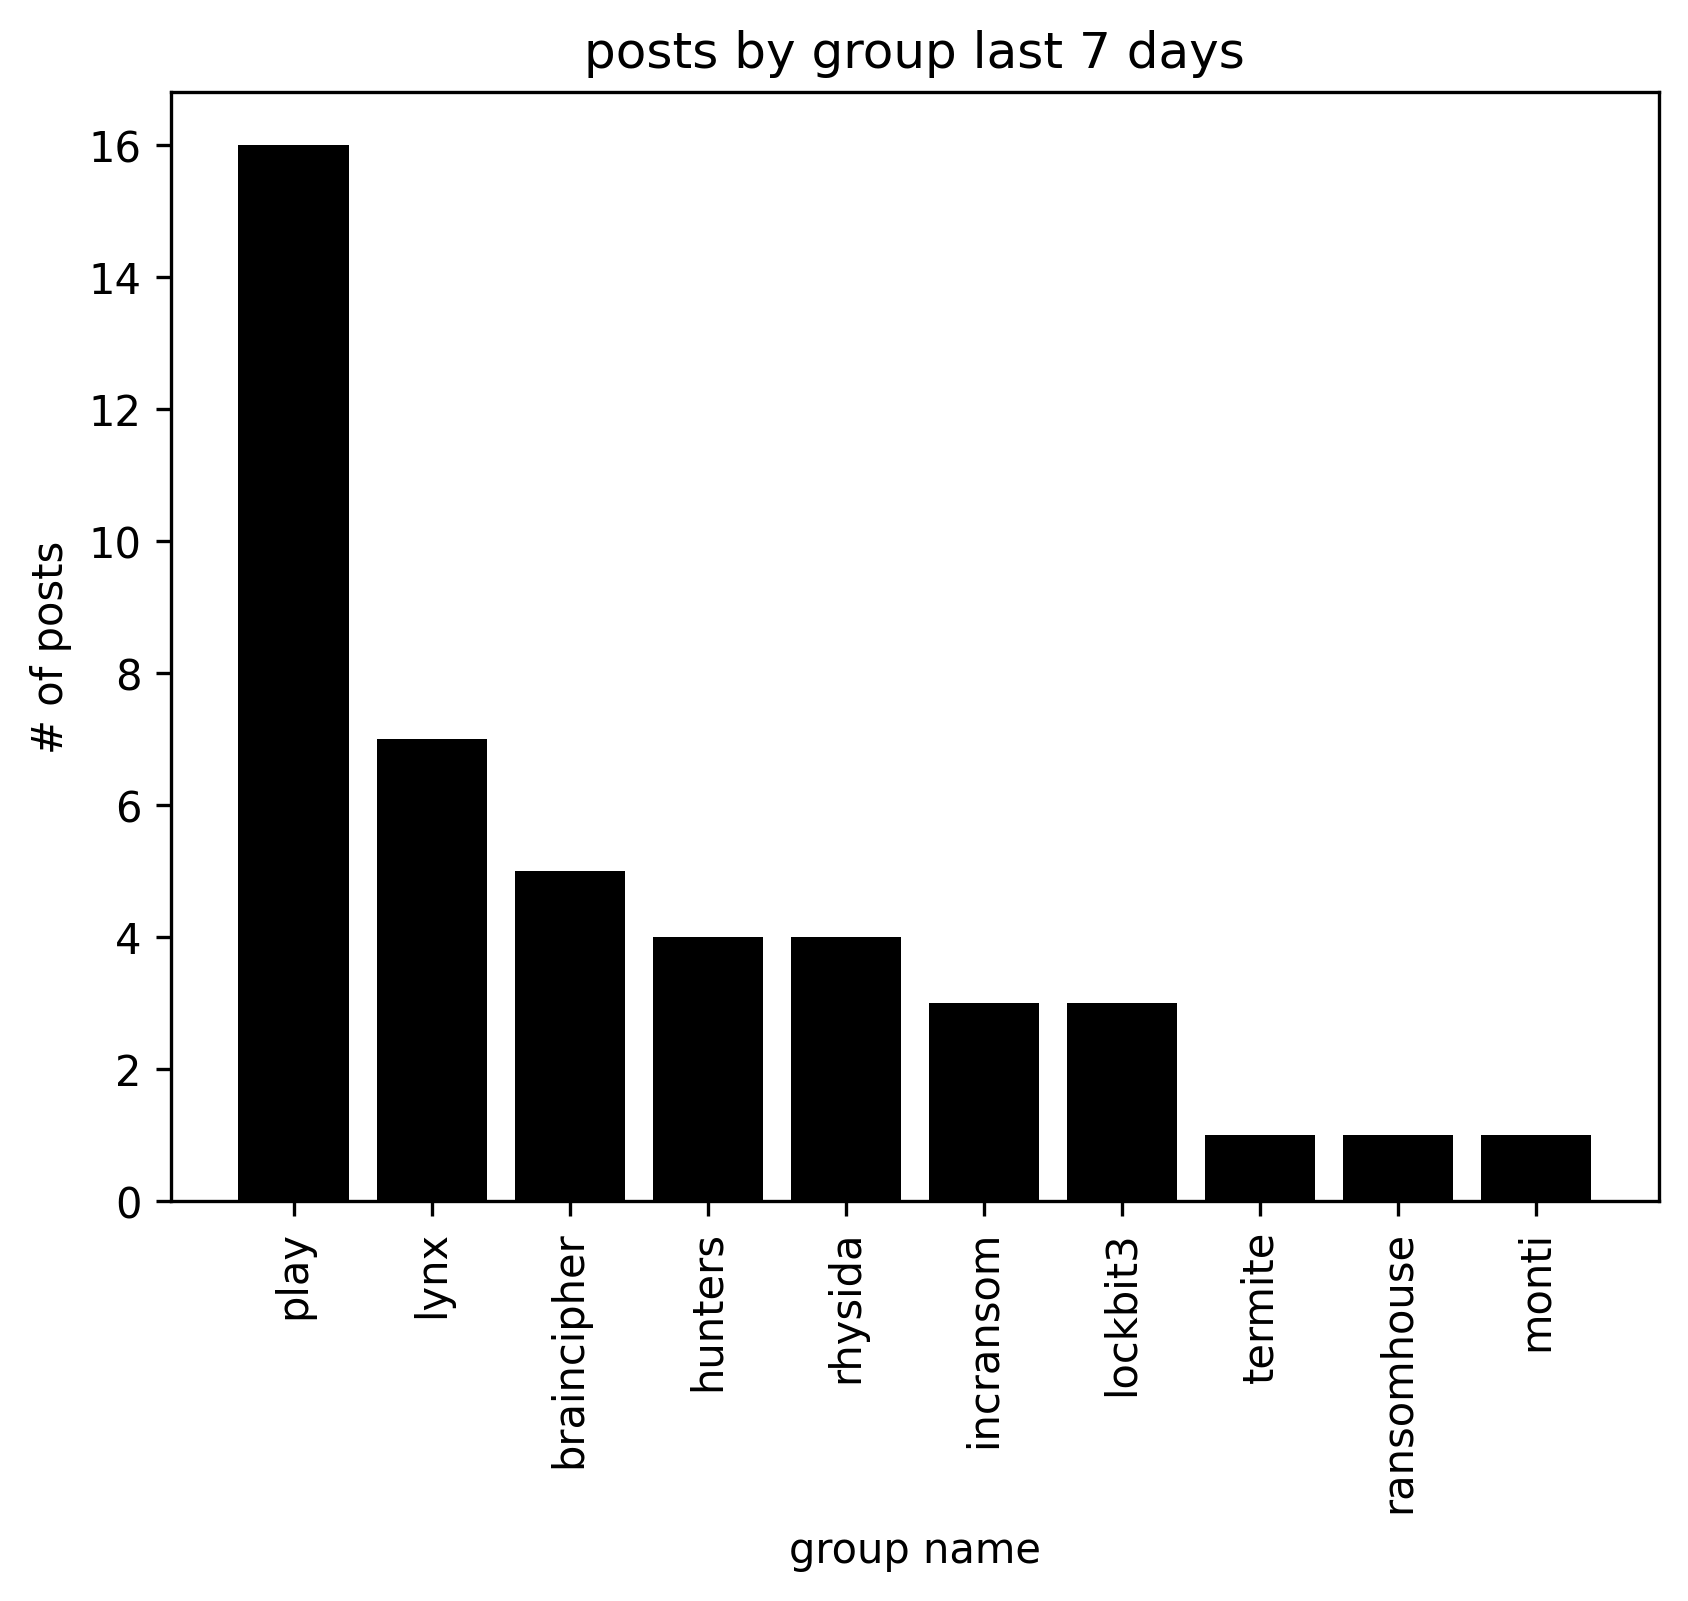 posts by group last 7 days
16
14
12
10
8
6
4
2
0
# of posts
play
lynx
braincipher
hunters
rhysida
incransom
lockbit3
termite
ransomhouse
monti
group name